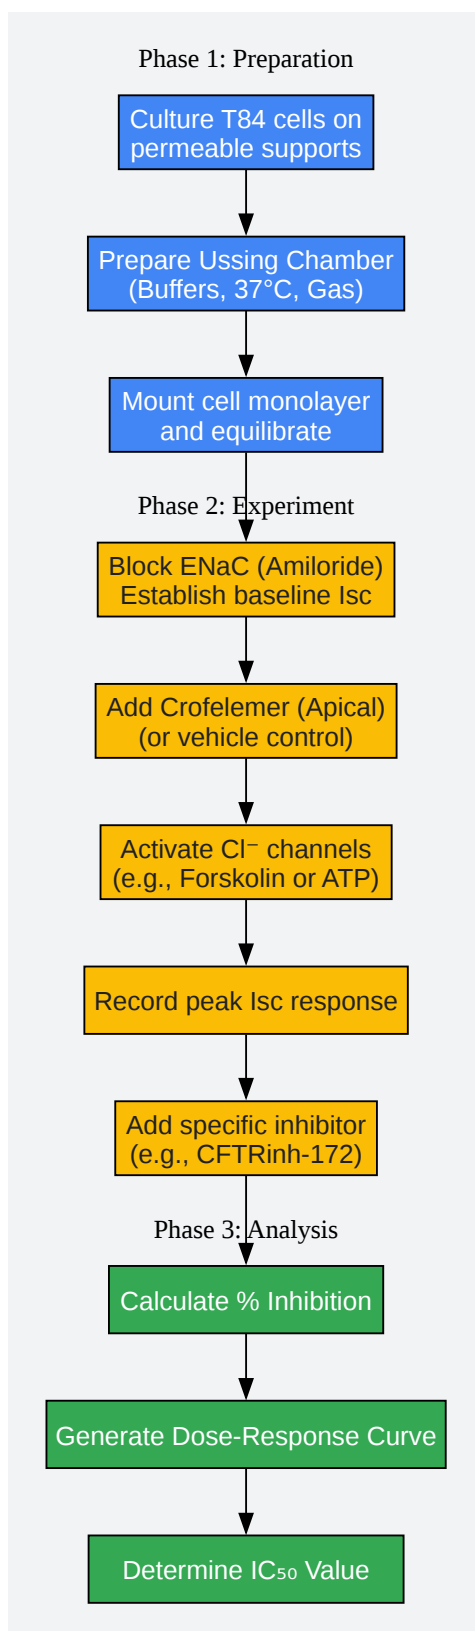 Phase 1: Preparation
Culture T84 cells on
permeable supports
Prepare Ussing Chamber
(Buffers, 37°C, Gas)
Mount cell monolayer
and equilibrate
Phase 2: Experiment
Block ENaC (Amiloride)
Establish baseline Isc
Add Crofelemer (Apical)
(or vehicle control)
Activate Cl⁻ channels
(e.g., Forskolin or ATP)
Record peak Isc response
Add specific inhibitor
(e.g., CFTRinh-172)
Phase 3: Analysis
Calculate % Inhibition
Generate Dose-Response Curve
Determine IC₅₀ Value